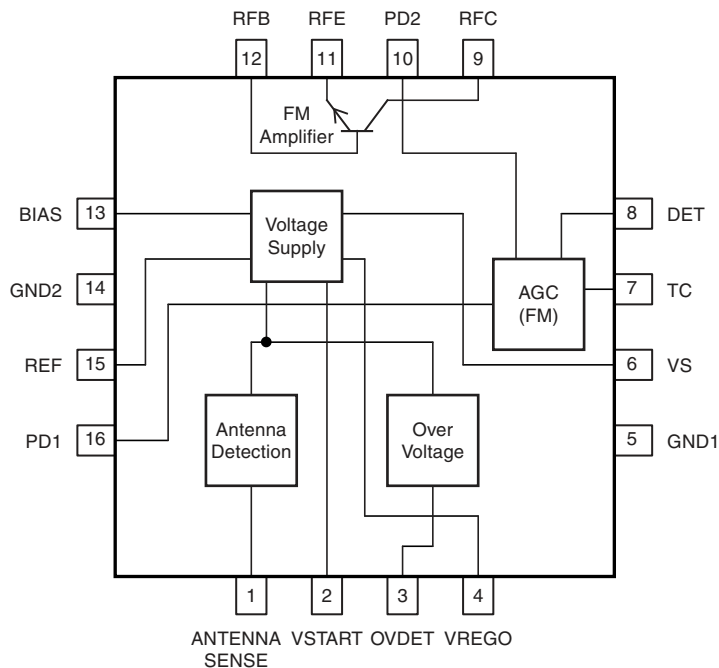 RFB RFE PD2 RFC
12 11 10 9
FM
Amplifier
BIAS 13
Voltage
Supply
8 DET
GND2 14
AGC
(FM)
7 TC
REF 15
6 VS
PD1 16
Antenna
Detection
Over
Voltage
5 GND1
1 2 3 4
ANTENNA
SENSE
VSTART OVDET VREGO